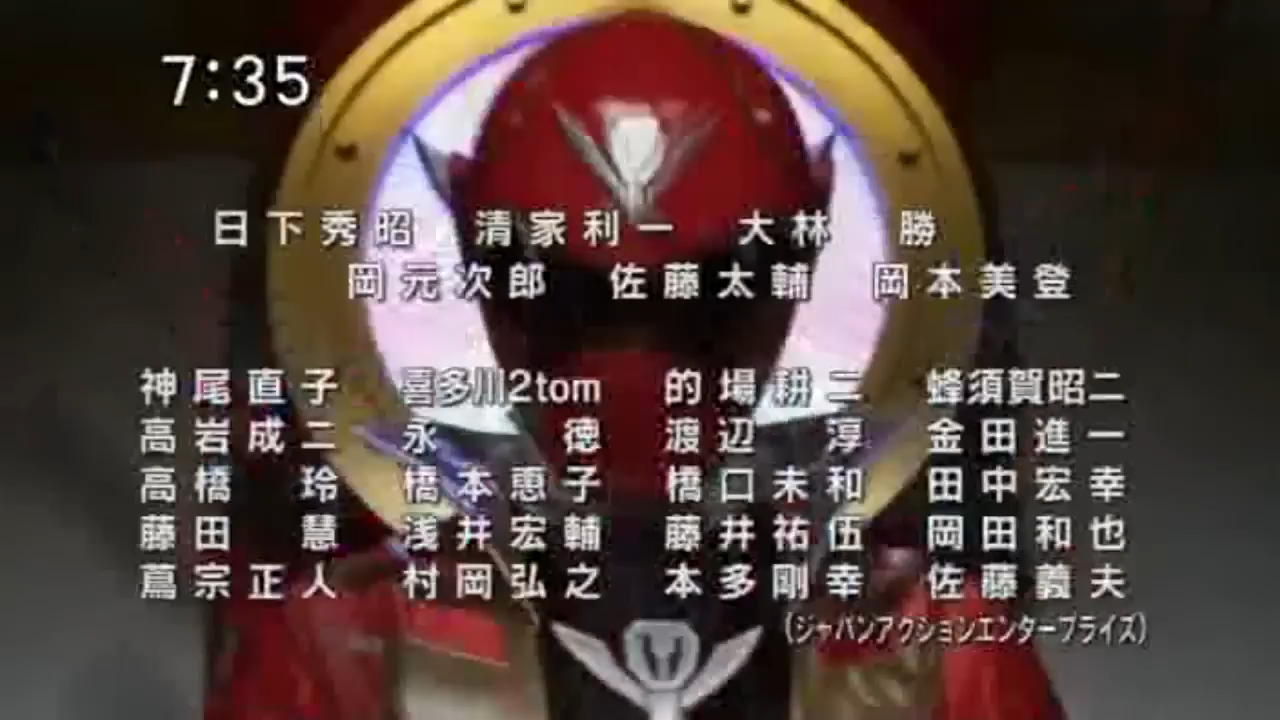 7:35
日下秀昭 清家利一 大林 勝
岡元次郎 佐藤太輔 岡本美登
神尾直子 喜多川2tom 的場耕二 蜂須賀昭二
高岩成二 永 徳 渡辺 淳 金田進一
高橋 玲 橋本恵子 橋口未和 田中宏幸
藤田 慧 浅井宏輔 藤井祐伍 岡田和也
蔦宗正人 村岡弘之 本多剛幸 佐藤義夫
(ジャパンアクションエンタープライズ)